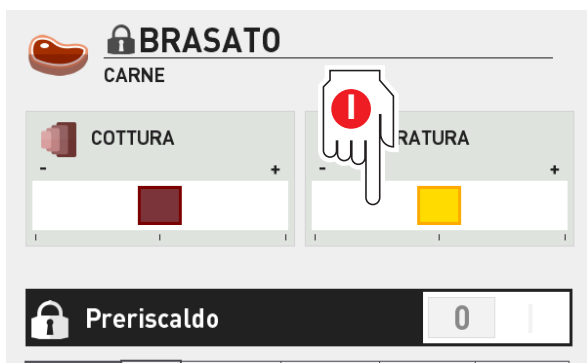 BRASATO
CARNE
COTTURA
RATURA
- +
- +
Preriscaldo
0